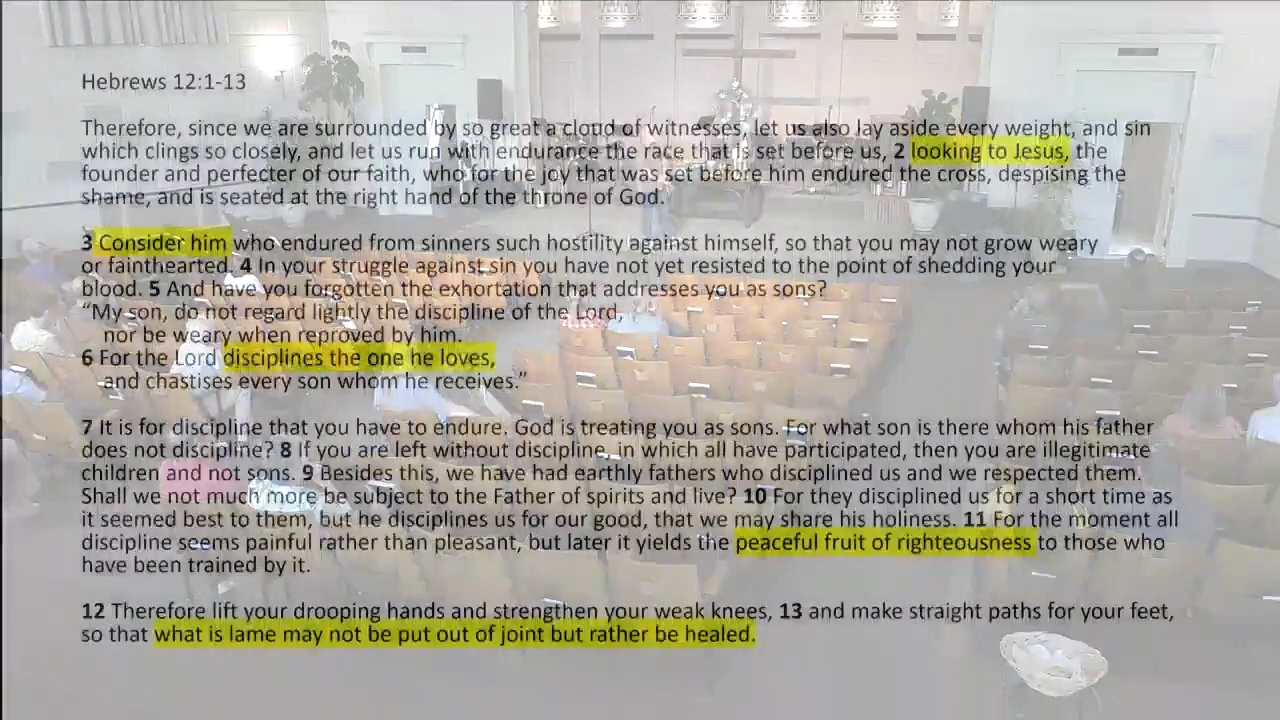 Hebrews 12:1-13
Therefore, since we are surrounded by so great a cloud of witnesses, let us also lay aside every weight, and sin
which clings so closely, and let us run with endurance the race that is set before us, 2 looking to Jesus, the
founder and perfecter of our faith, who for the joy that was set before him endured the cross, despising the
shame, and is seated at the right hand of the throne of God.
3 Consider him who endured from sinners such hostility against himself, so that you may not grow weary
or fainthearted. 4 In your struggle against sin you have not yet resisted to the point of shedding your
blood. 5 And have you forgotten the exhortation that addresses you as sons?
“My son, do not regard lightly the discipline of the Lord,
nor be weary when reproved by him.
6 For the Lord disciplines the one he loves,
and chastises every son whom he receives.”
7 It is for discipline that you have to endure. God is treating you as sons. For what son is there whom his father
does not discipline? 8 If you are left without discipline, in which all have participated, then you are illegitimate
children and not sons. 9 Besides this, we have had earthly fathers who disciplined us and we respected them.
Shall we not much more be subject to the Father of spirits and live? 10 For they disciplined us for a short time as
it seemed best to them, but he disciplines us for our good, that we may share his holiness. 11 For the moment all
discipline seems painful rather than pleasant, but later it yields the peaceful fruit of righteousness to those who
have been trained by it.
12 Therefore lift your drooping hands and strengthen your weak knees, 13 and make straight paths for your feet,
so that what is lame may not be put out of joint but rather be healed.